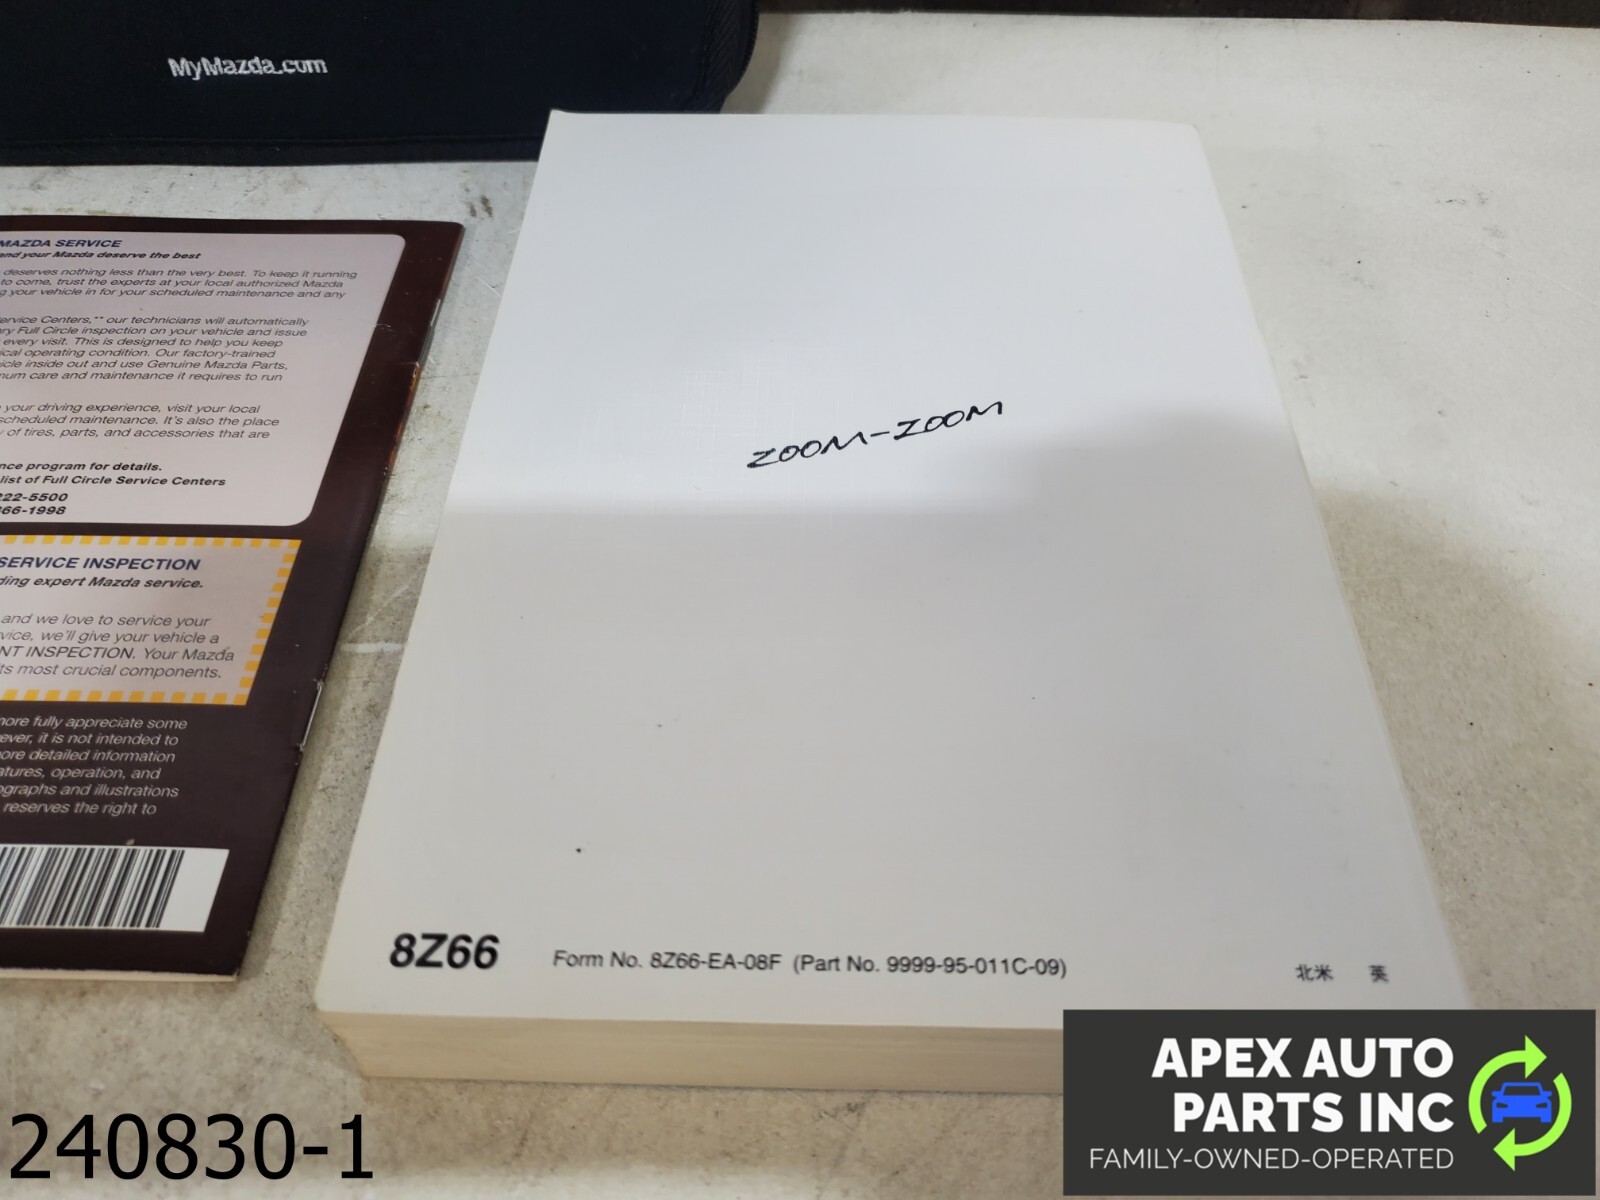 MyMazda.com
MAZDA SERVICE
and your Mazda deserve the best
deserves nothing less than the very best. To keep it running
to come, trust the experts at your local authorized Mazda
your vehicle in for your scheduled maintenance and any
ervice Centers,** our technicians will automatically
ry Full Circle inspection on your vehicle and issue
every visit. This is designed to help you keep
ical operating condition. Our factory-trained
icle inside out and use Genuine Mazda Parts,
num care and maintenance it requires to run
your driving experience, visit your local
scheduled maintenance. It's also the place
of tires, parts, and accessories that are
nce program for details.
list of Full Circle Service Centers
222-5500
66-1998
SERVICE INSPECTION
ding expert Mazda service.
and we love to service your
vice, we'll give your vehicle a
NT INSPECTION. Your Mazda
ts most crucial components.
more fully appreciate some
ever, it is not intended to
ore detailed information
atures, operation, and
ographs and illustrations
reserves the right to
ZOOM-ZOOM
8Z66 Form No. 8Z66-EA-08F (Part No. 9999-95-011C-09) 北米 英
240830-1
APEX AUTO
PARTS INC
FAMILY-OWNED-OPERATED